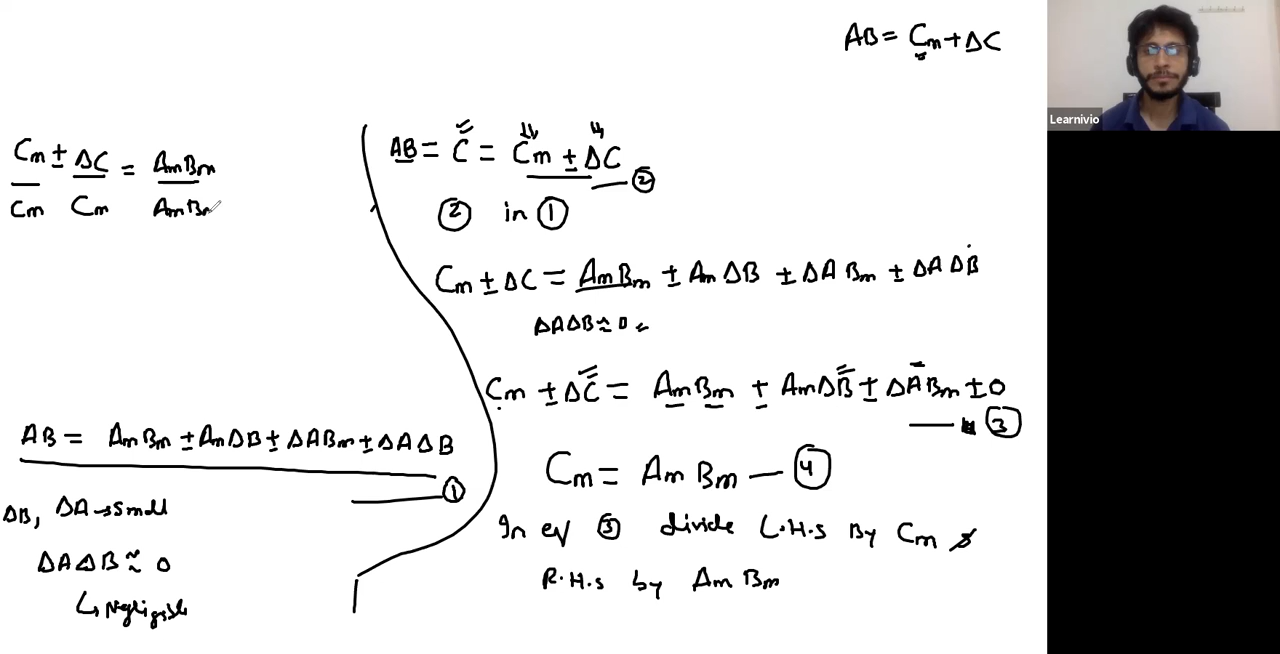 AB = Cm + ΔC
Learnivio
Cm/Cm ± ΔC/Cm = AmBm/AmBm
AB = AmBm ± AmΔB ± ΔABm ± ΔAΔB
①
ΔB, ΔA → small
ΔAΔB ≈ 0
↳ Negligible
AB = C = Cm ± ΔC
②
② in ①
Cm ± ΔC = AmBm ± AmΔB ± ΔA Bm ± ΔAΔB
ΔAΔB ≈ 0
Cm ± ΔC = AmBm ± AmΔB ± ΔABm ± 0
③
Cm = AmBm — ④
In eq ③ divide L.H.S By Cm &
R.H.S by AmBm